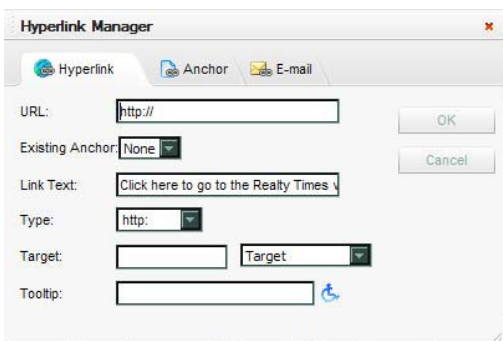 Hyperlink Manager
Hyperlink Anchor E-mail
URL: http://
OK
Existing Anchor: None
Cancel
Link Text: Click here to go to the Realty Times
Type: http:
Target: Target
Tooltip: